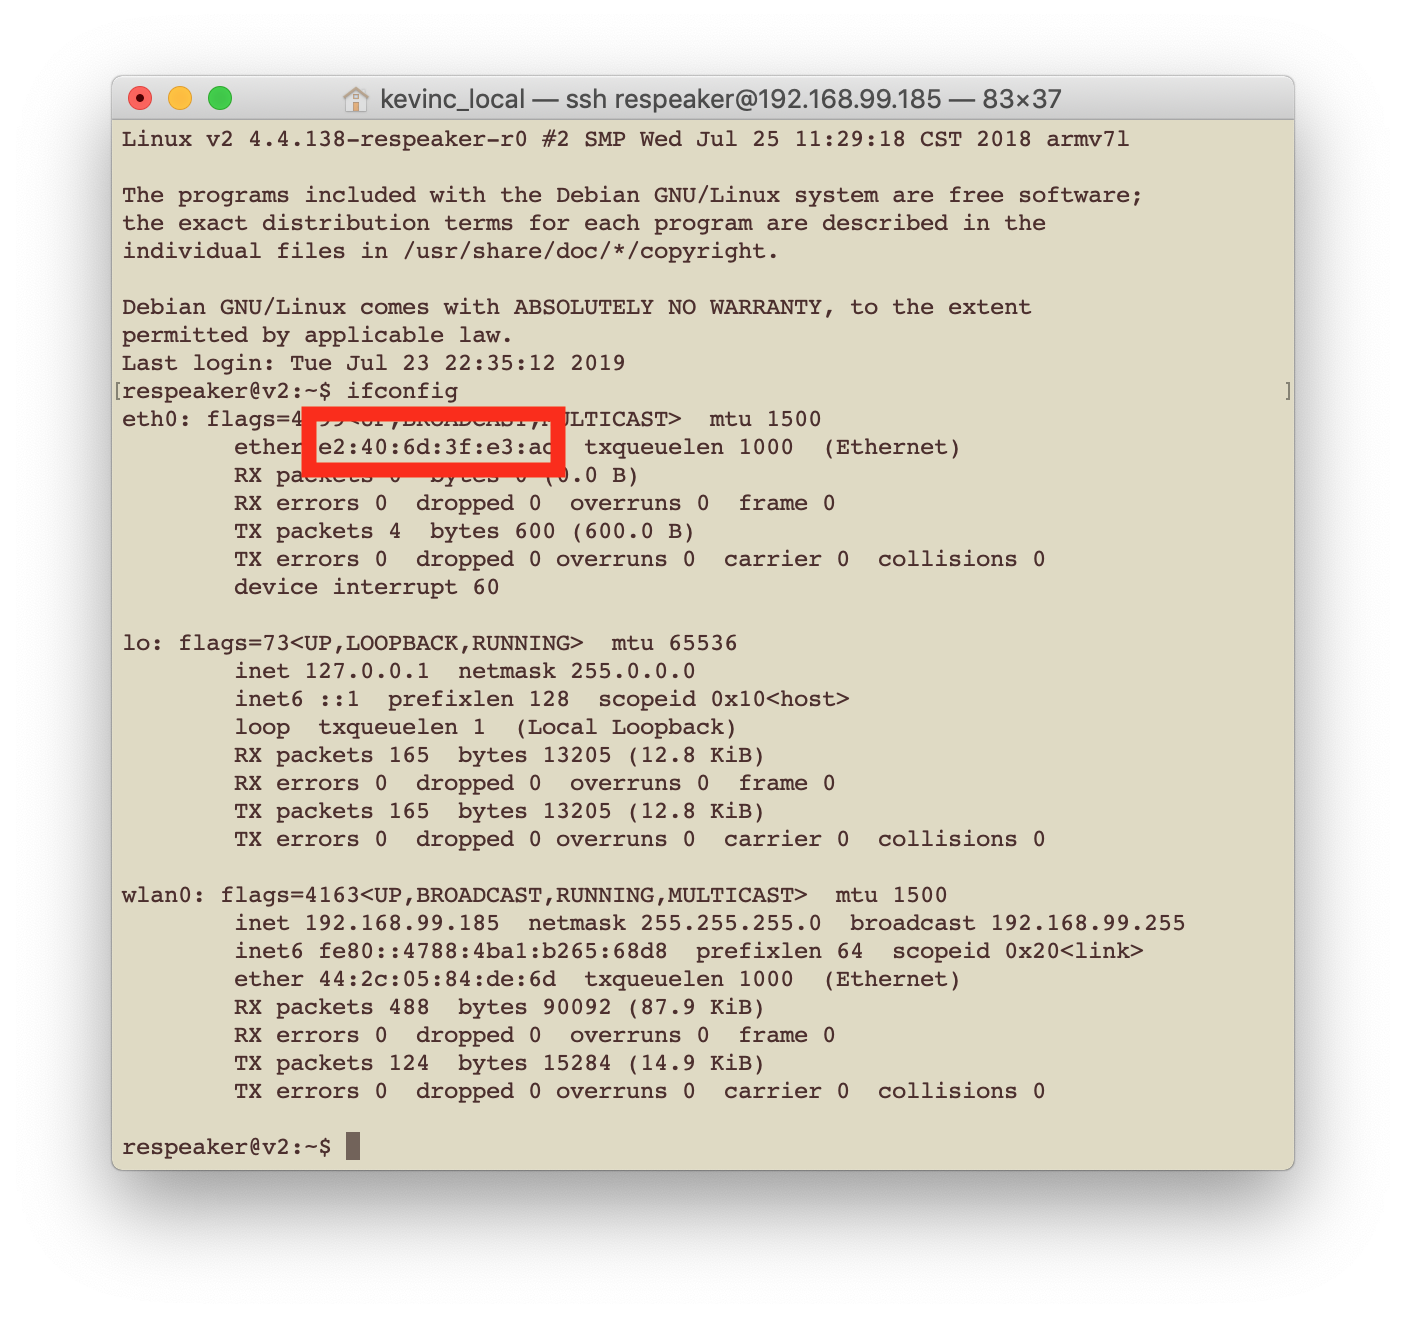 kevinc_local — ssh respeaker@192.168.99.185 — 83×37
Linux v2 4.4.138-respeaker-r0 #2 SMP Wed Jul 25 11:29:18 CST 2018 armv7l
The programs included with the Debian GNU/Linux system are free software;
the exact distribution terms for each program are described in the
individual files in /usr/share/doc/*/copyright.
Debian GNU/Linux comes with ABSOLUTELY NO WARRANTY, to the extent
permitted by applicable law.
Last login: Tue Jul 23 22:35:12 2019
[respeaker@v2:~$ ifconfig ]
eth0: flags=4099<UP,BROADCAST,MULTICAST>  mtu 1500
        ether e2:40:6d:3f:e3:ac  txqueuelen 1000  (Ethernet)
        RX packets 0  bytes 0 (0.0 B)
        RX errors 0  dropped 0  overruns 0  frame 0
        TX packets 4  bytes 600 (600.0 B)
        TX errors 0  dropped 0 overruns 0  carrier 0  collisions 0
        device interrupt 60
lo: flags=73<UP,LOOPBACK,RUNNING>  mtu 65536
        inet 127.0.0.1  netmask 255.0.0.0
        inet6 ::1  prefixlen 128  scopeid 0x10<host>
        loop  txqueuelen 1  (Local Loopback)
        RX packets 165  bytes 13205 (12.8 KiB)
        RX errors 0  dropped 0  overruns 0  frame 0
        TX packets 165  bytes 13205 (12.8 KiB)
        TX errors 0  dropped 0 overruns 0  carrier 0  collisions 0
wlan0: flags=4163<UP,BROADCAST,RUNNING,MULTICAST>  mtu 1500
        inet 192.168.99.185  netmask 255.255.255.0  broadcast 192.168.99.255
        inet6 fe80::4788:4ba1:b265:68d8  prefixlen 64  scopeid 0x20<link>
        ether 44:2c:05:84:de:6d  txqueuelen 1000  (Ethernet)
        RX packets 488  bytes 90092 (87.9 KiB)
        RX errors 0  dropped 0  overruns 0  frame 0
        TX packets 124  bytes 15284 (14.9 KiB)
        TX errors 0  dropped 0 overruns 0  carrier 0  collisions 0
respeaker@v2:~$